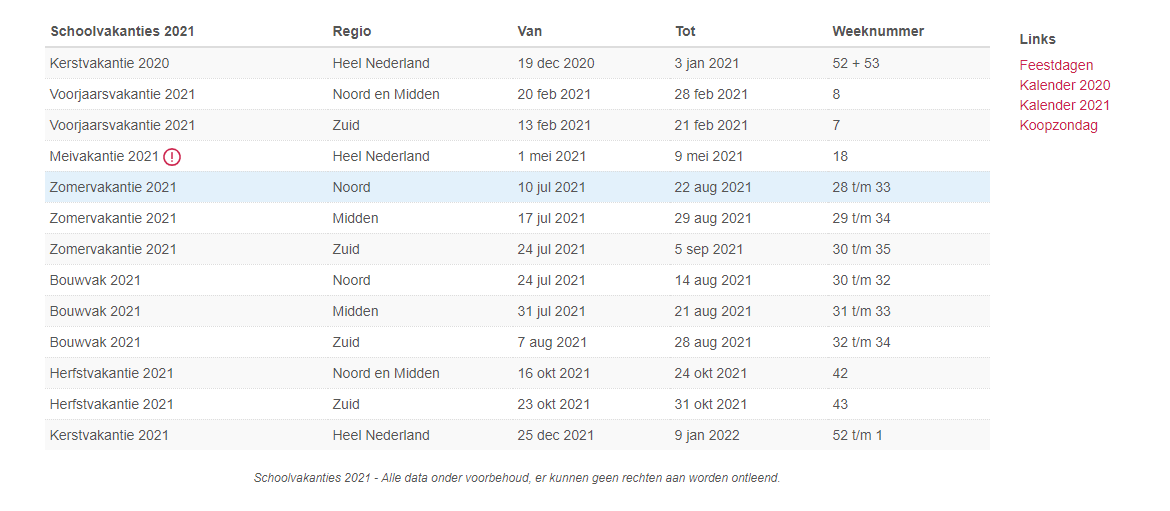 Schoolvakanties 2021 Regio Van Tot Weeknummer
Kerstvakantie 2020 Heel Nederland 19 dec 2020 3 jan 2021 52 + 53
Voorjaarsvakantie 2021 Noord en Midden 20 feb 2021 28 feb 2021 8
Voorjaarsvakantie 2021 Zuid 13 feb 2021 21 feb 2021 7
Meivakantie 2021 ! Heel Nederland 1 mei 2021 9 mei 2021 18
Zomervakantie 2021 Noord 10 jul 2021 22 aug 2021 28 t/m 33
Zomervakantie 2021 Midden 17 jul 2021 29 aug 2021 29 t/m 34
Zomervakantie 2021 Zuid 24 jul 2021 5 sep 2021 30 t/m 35
Bouwvak 2021 Noord 24 jul 2021 14 aug 2021 30 t/m 32
Bouwvak 2021 Midden 31 jul 2021 21 aug 2021 31 t/m 33
Bouwvak 2021 Zuid 7 aug 2021 28 aug 2021 32 t/m 34
Herfstvakantie 2021 Noord en Midden 16 okt 2021 24 okt 2021 42
Herfstvakantie 2021 Zuid 23 okt 2021 31 okt 2021 43
Kerstvakantie 2021 Heel Nederland 25 dec 2021 9 jan 2022 52 t/m 1
Schoolvakanties 2021 - Alle data onder voorbehoud, er kunnen geen rechten aan worden ontleend.
Links
Feestdagen
Kalender 2020
Kalender 2021
Koopzondag